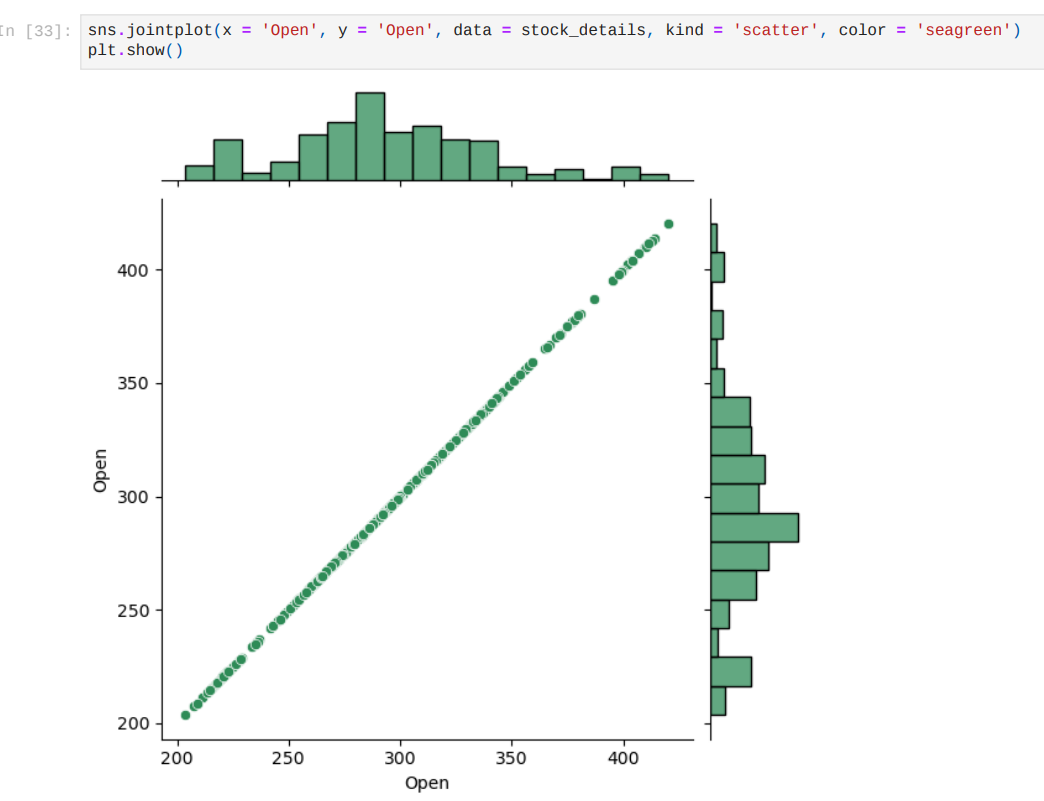 In [33]: sns.jointplot(x = 'Open', y = 'Open', data = stock_details, kind = 'scatter', color = 'seagreen')
plt.show()
400
350
Open
300
250
200
200 250 300 350 400
Open